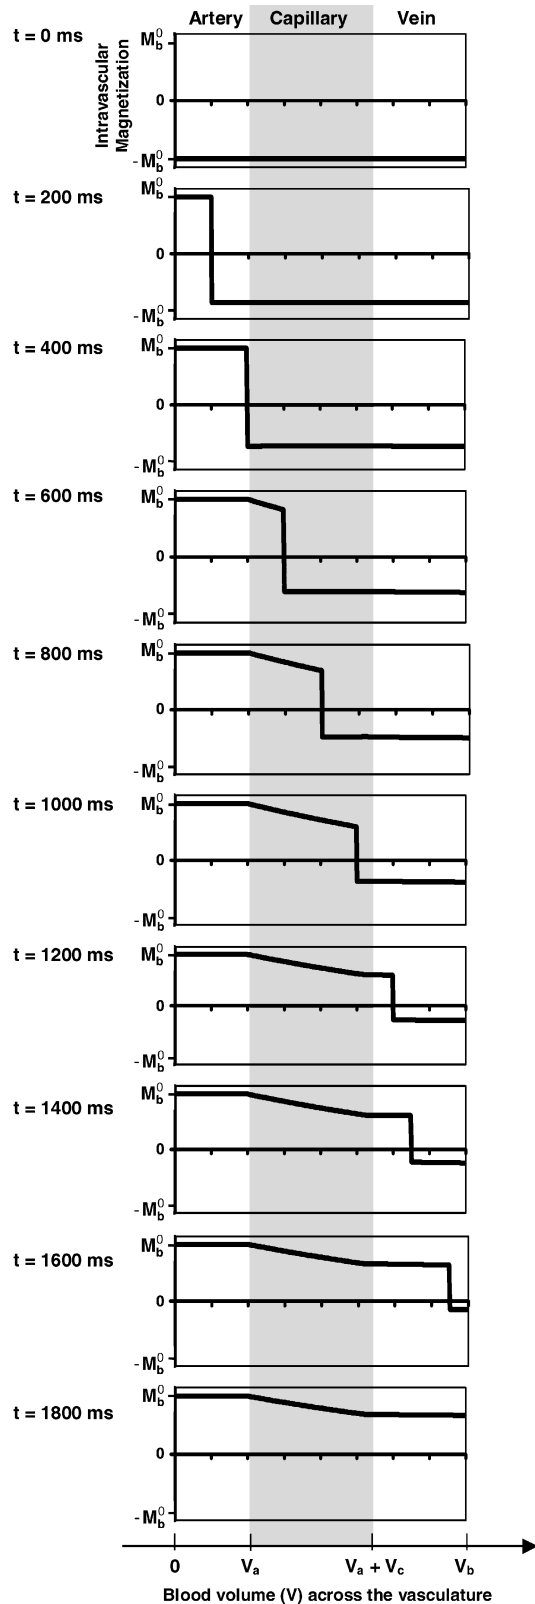 Artery Capillary Vein
t = 0 ms
Intravascular
Magnetization
M_b^0
0
- M_b^0
t = 200 ms
M_b^0
0
- M_b^0
t = 400 ms
M_b^0
0
- M_b^0
t = 600 ms
M_b^0
0
- M_b^0
t = 800 ms
M_b^0
0
- M_b^0
t = 1000 ms
M_b^0
0
- M_b^0
t = 1200 ms
M_b^0
0
- M_b^0
t = 1400 ms
M_b^0
0
- M_b^0
t = 1600 ms
M_b^0
0
- M_b^0
t = 1800 ms
M_b^0
0
- M_b^0
0 V_a V_a + V_c V_b
Blood volume (V) across the vasculature